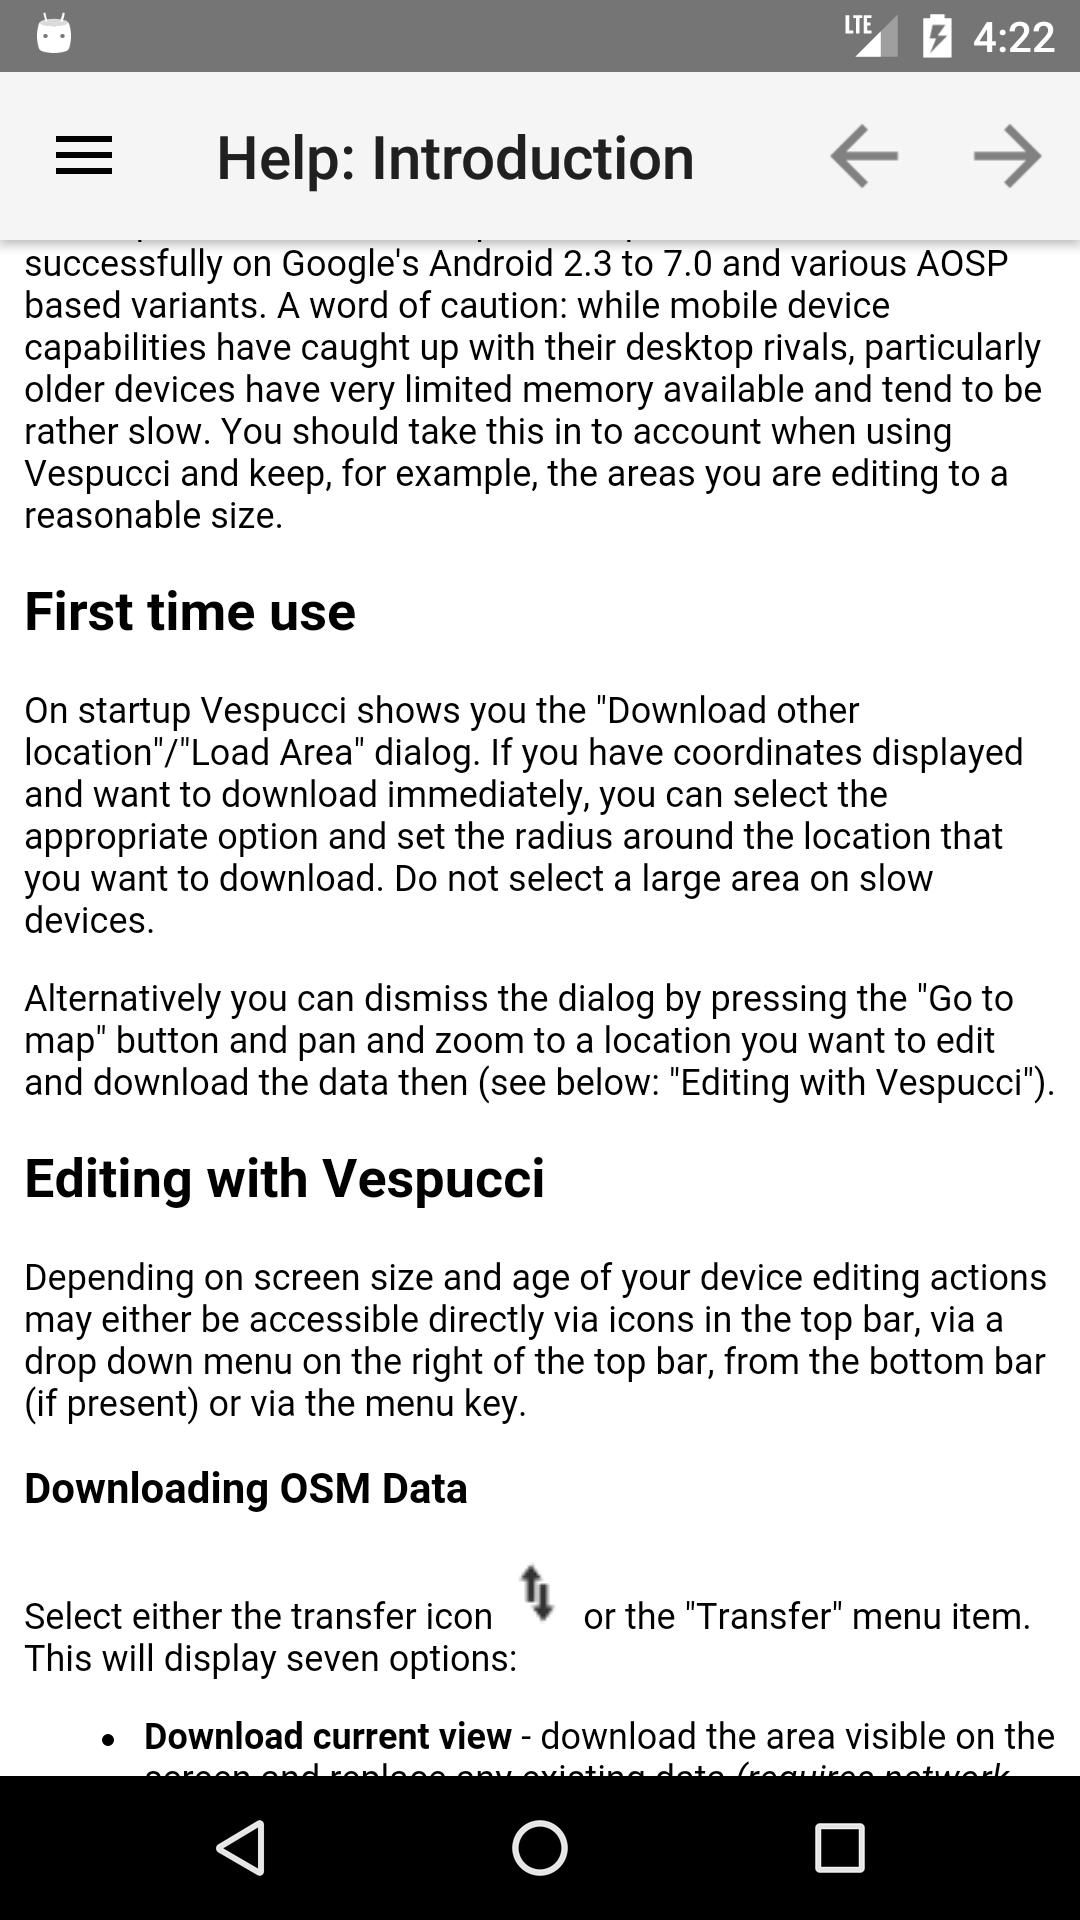 LTE 4:22
Help: Introduction
successfully on Google's Android 2.3 to 7.0 and various AOSP
based variants. A word of caution: while mobile device
capabilities have caught up with their desktop rivals, particularly
older devices have very limited memory available and tend to be
rather slow. You should take this in to account when using
Vespucci and keep, for example, the areas you are editing to a
reasonable size.
First time use
On startup Vespucci shows you the "Download other
location"/"Load Area" dialog. If you have coordinates displayed
and want to download immediately, you can select the
appropriate option and set the radius around the location that
you want to download. Do not select a large area on slow
devices.
Alternatively you can dismiss the dialog by pressing the "Go to
map" button and pan and zoom to a location you want to edit
and download the data then (see below: "Editing with Vespucci").
Editing with Vespucci
Depending on screen size and age of your device editing actions
may either be accessible directly via icons in the top bar, via a
drop down menu on the right of the top bar, from the bottom bar
(if present) or via the menu key.
Downloading OSM Data
Select either the transfer icon or the "Transfer" menu item.
This will display seven options:
• Download current view - download the area visible on the
screen and replace any existing data (requires network